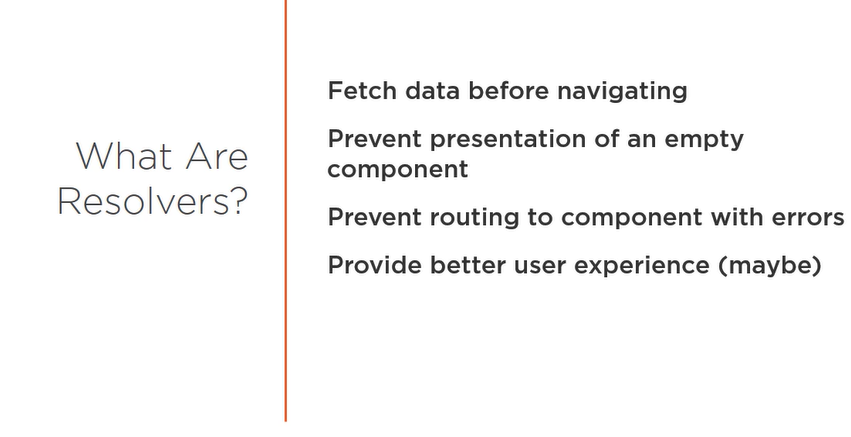 What Are
Resolvers?
Fetch data before navigating
Prevent presentation of an empty
component
Prevent routing to component with errors
Provide better user experience (maybe)